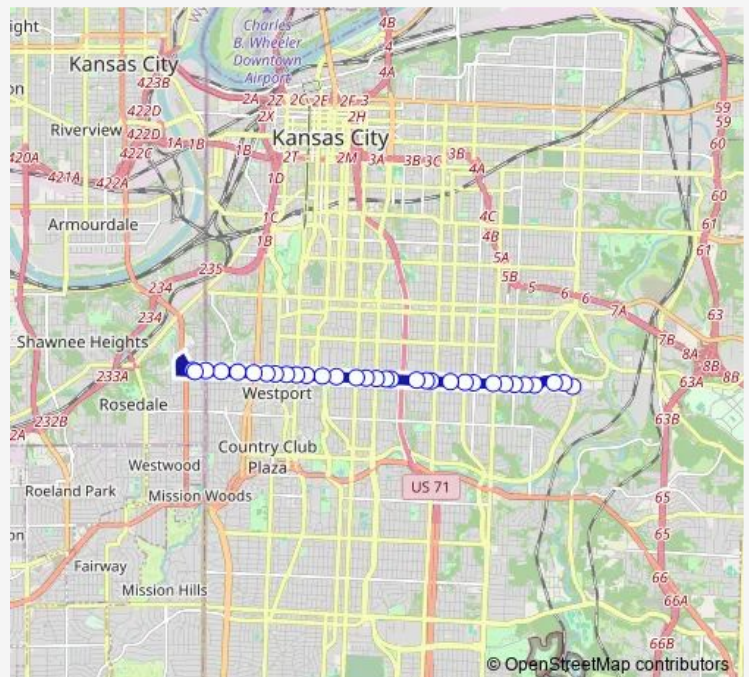 ight
Charles
B. Wheeler
Downtown
Airport
4B
4
4A
Kansas City
423B
on
422D
2A
2Z
2C
2E
2F
3
59
2X
2H
59
Riverview
422D
Kansas City
1A
1B
1B
60
420A
422C
2T
2M
3A
3B
3C
3B
421A
422A
1D
4A
60
Armourdale
1C
4C
61
1B
4B
61
235
5A
234
5B
5
6
6
7A
63
234
Shawnee Heights
7B
8A
233A
8B
8B
63A
Rosedale
Westport
232B
63B
2A
Country Club
Plaza
Westwood
Roeland Park
Mission Woods
US 71
65
on
65
Fairway
66
Mission Hills
66A
66B
© OpenStreetMap contributors